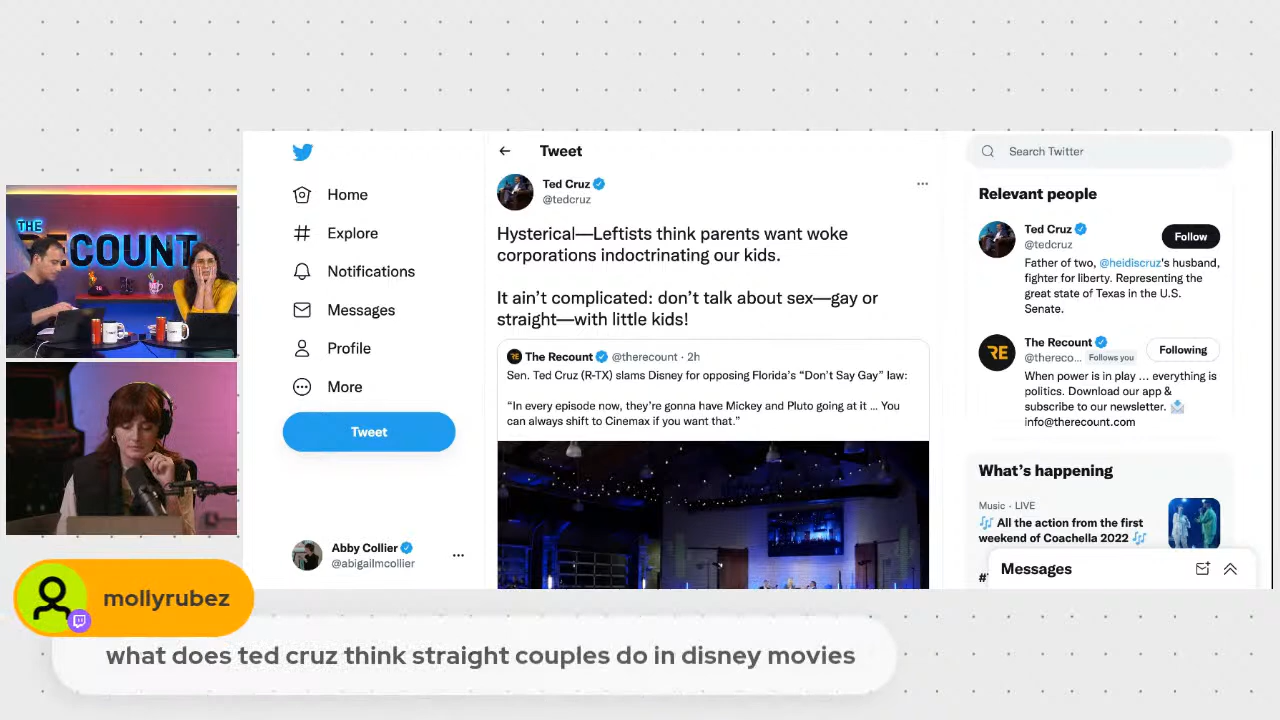 THE
RECOUNT
Home
Explore
Notifications
Messages
Profile
More
Tweet
Abby Collier
@abigailmcollier
Tweet
Ted Cruz
@tedcruz
Hysterical—Leftists think parents want woke
corporations indoctrinating our kids.
It ain’t complicated: don’t talk about sex—gay or
straight—with little kids!
RE The Recount @therecount · 2h
Sen. Ted Cruz (R-TX) slams Disney for opposing Florida’s “Don’t Say Gay” law:
“In every episode now, they’re gonna have Mickey and Pluto going at it ... You
can always shift to Cinemax if you want that.”
Search Twitter
Relevant people
Ted Cruz
@tedcruz
Follow
Father of two, @heidiscruz's husband,
fighter for liberty. Representing the
great state of Texas in the U.S.
Senate.
RE
The Recount
@thereco... Follows you
Following
When power is in play ... everything is
politics. Download our app &
subscribe to our newsletter. 📩
info@therecount.com
What’s happening
Music · LIVE
🎶 All the action from the first
weekend of Coachella 2022 🎶
Messages
mollyrubez
what does ted cruz think straight couples do in disney movies